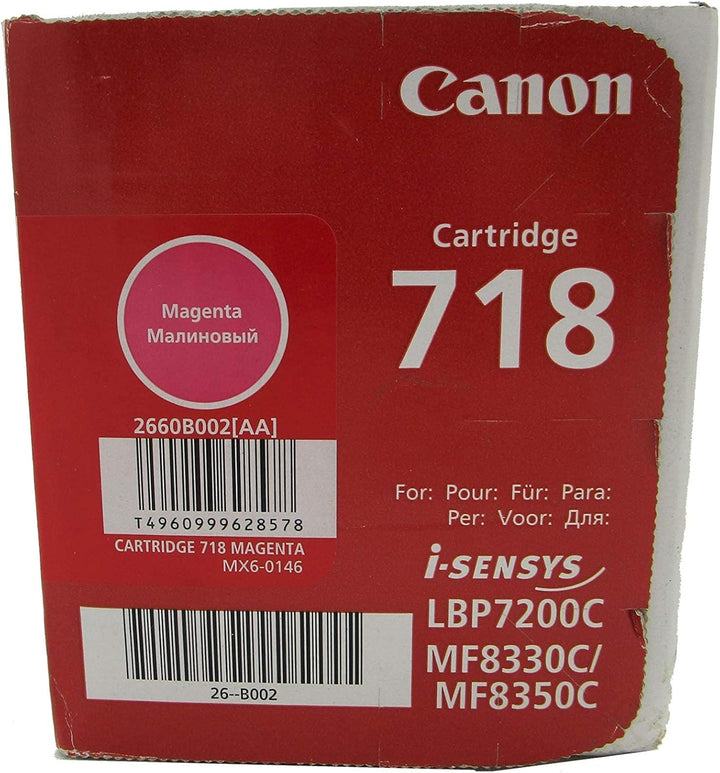 Canon
Cartridge
718
Magenta
Малиновый
2660B002[AA]
T4960999628578
CARTRIDGE 718 MAGENTA
MX6-0146
26--B002
For: Pour: Für: Para:
Per: Voor: Для:
i-SENSYS
LBP7200C
MF8330C/
MF8350C